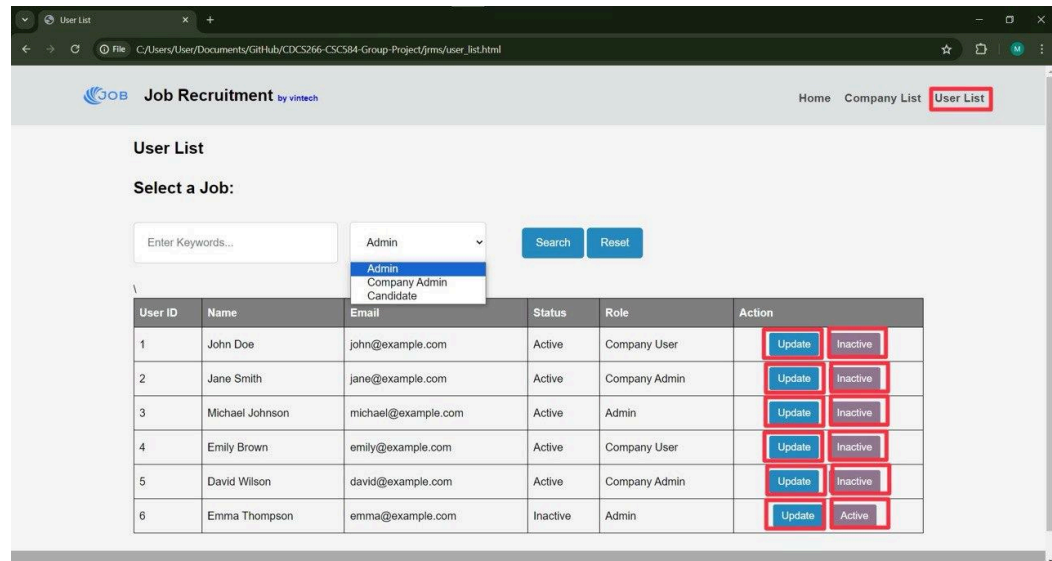 User List
File C:/Users/User/Documents/GitHub/CDCS266-CSC584-Group-Project/jrms/user_list.html M
JOB Job Recruitment by vintech Home Company List User List
User List
Select a Job:
Enter Keywords... Admin Search Reset
Admin
Company Admin
Candidate
\
User ID Name Email Status Role Action
1 John Doe john@example.com Active Company User Update Inactive
2 Jane Smith jane@example.com Active Company Admin Update Inactive
3 Michael Johnson michael@example.com Active Admin Update Inactive
4 Emily Brown emily@example.com Active Company User Update Inactive
5 David Wilson david@example.com Active Company Admin Update Inactive
6 Emma Thompson emma@example.com Inactive Admin Update Active